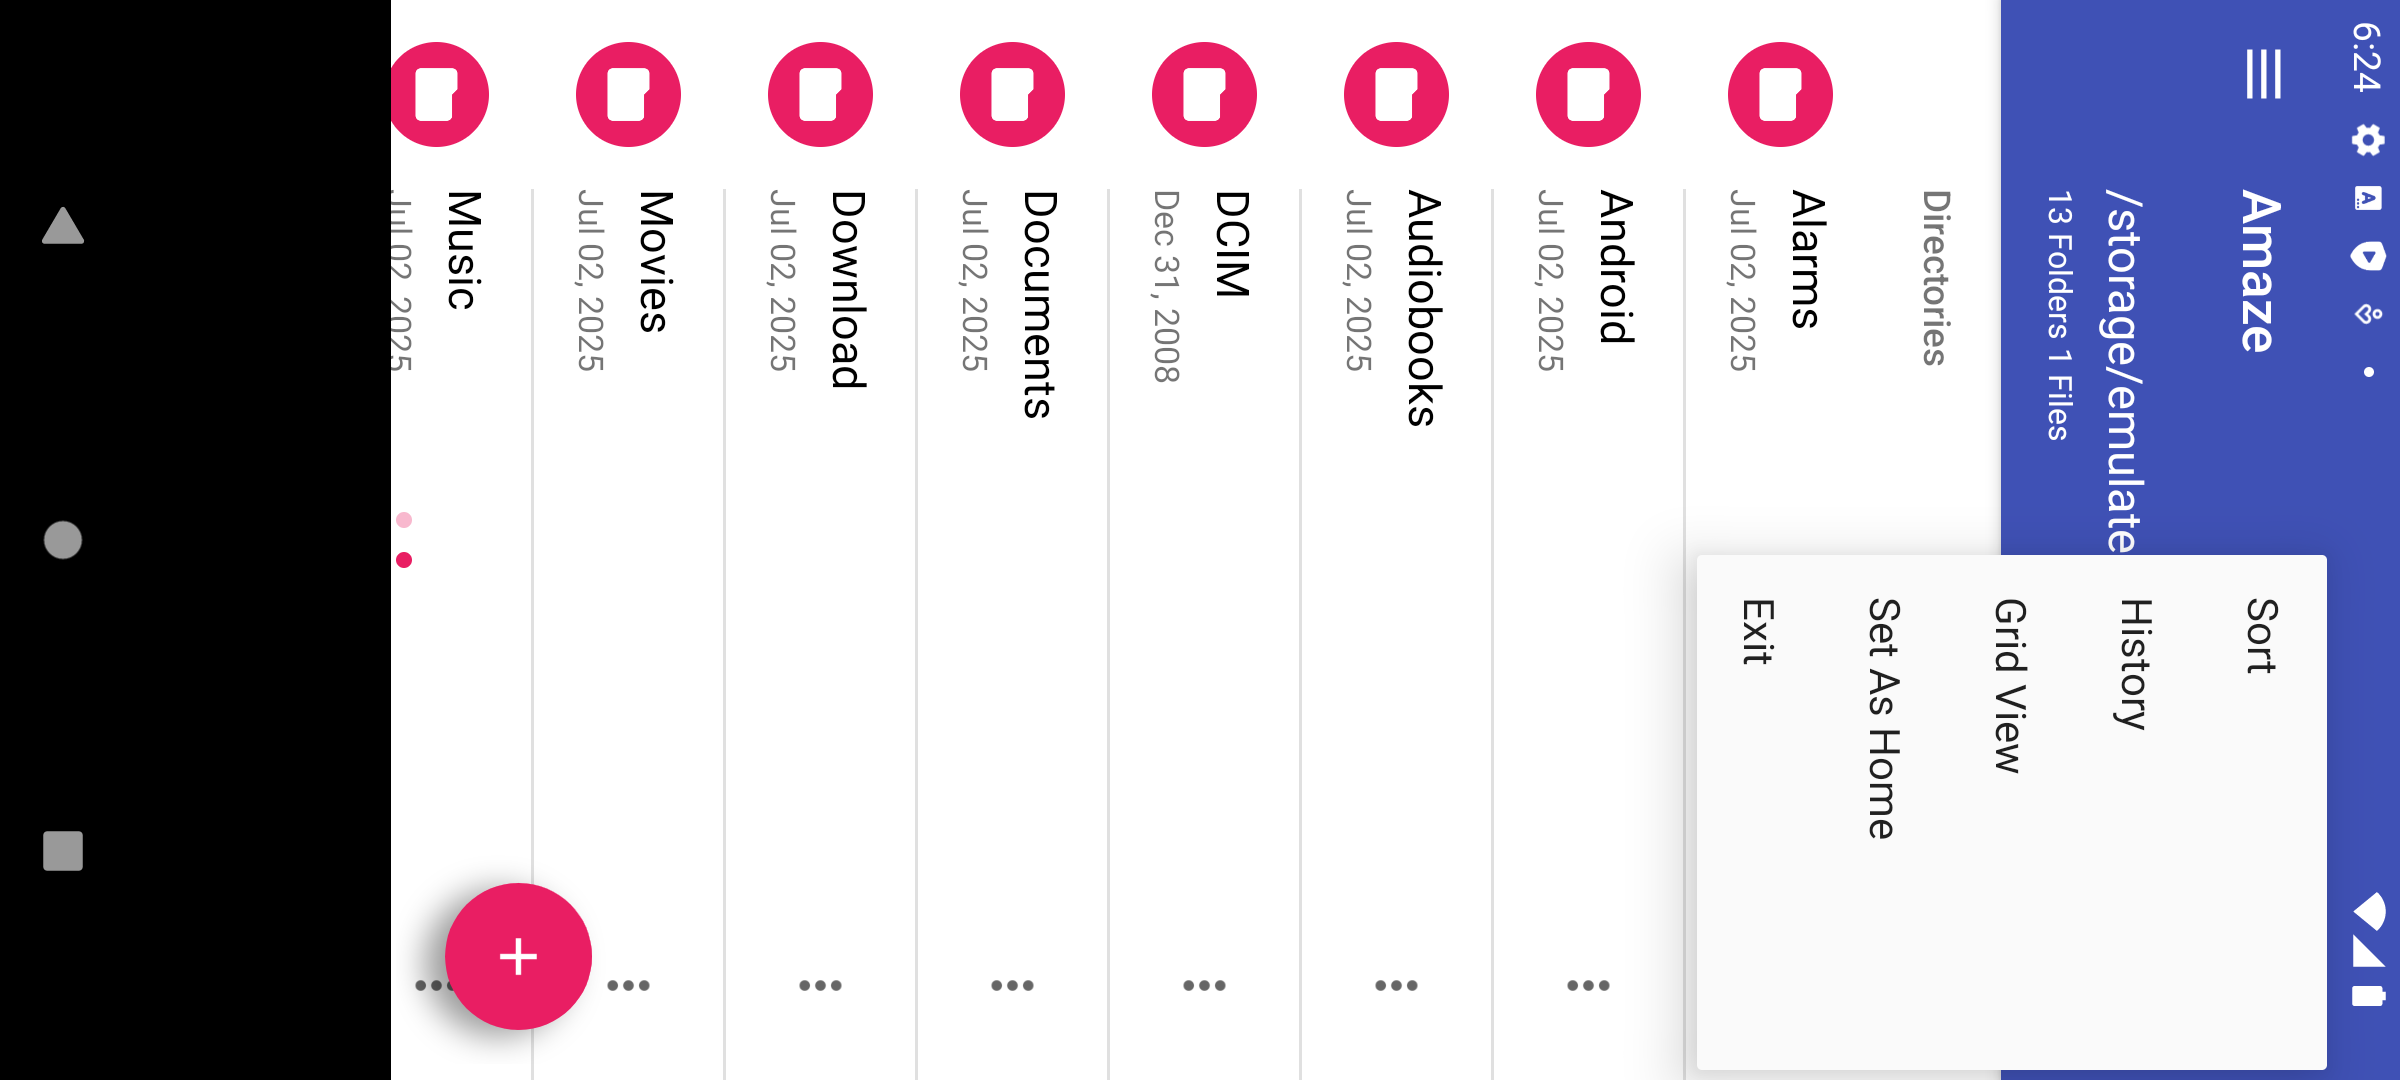 6:24
Amaze
/storage/emulate
13 Folders 1 Files
Sort
History
Grid View
Set As Home
Exit
Directories
Alarms
Jul 02, 2025
Android
Jul 02, 2025
Audiobooks
Jul 02, 2025
DCIM
Dec 31, 2008
Documents
Jul 02, 2025
Download
Jul 02, 2025
Movies
Jul 02, 2025
Music
Jul 02, 2025